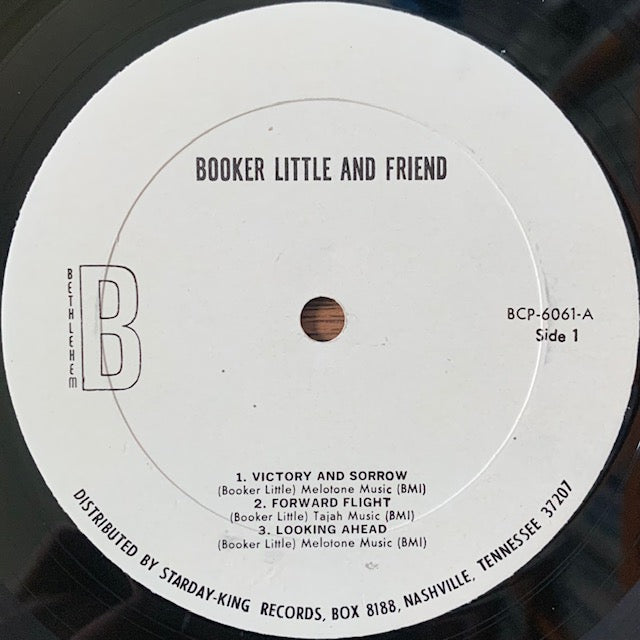 BOOKER LITTLE AND FRIEND
BETHLEHEM
B
BCP-6061-A
Side 1
1. VICTORY AND SORROW
(Booker Little) Melotone Music (BMI)
2. FORWARD FLIGHT
(Booker Little) Tajah Music (BMI)
3. LOOKING AHEAD
(Booker Little) Melotone Music (BMI)
DISTRIBUTED BY STARDAY-KING RECORDS, BOX 8188, NASHVILLE, TENNESSEE 37207